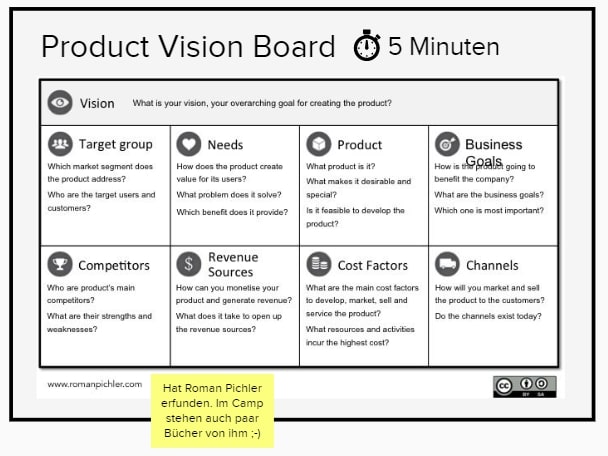 Product Vision Board 5 Minuten
Vision What is your vision, your overarching goal for creating the product?
Target group
Which market segment does
the product address?
Who are the target users and
customers?
Needs
How does the product create
value for its users?
What problem does it solve?
Which benefit does it provide?
Product
What product is it?
What makes it desirable and
special?
Is it feasible to develop the
product?
Business
Goals
How is the product going to
benefit the company?
What are the business goals?
Which one is most important?
Competitors
Who are product's main
competitors?
What are their strengths and
weaknesses?
$
Revenue
Sources
How can you monetise your
product and generate revenue?
What does it take to open up
the revenue sources?
Cost Factors
What are the main cost factors
to develop, market, sell and
service the product?
What resources and activities
incur the highest cost?
Channels
How will you market and sell
the product to the customers?
Do the channels exist today?
www.romanpichler.com
Hat Roman Pichler
erfunden. Im Camp
stehen auch paar
Bücher von ihm ;-)
cc
BY SA